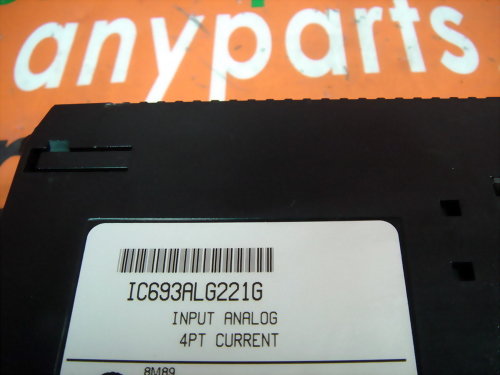 anyparts
IC693ALG221G
INPUT ANALOG
4PT CURRENT
8M89